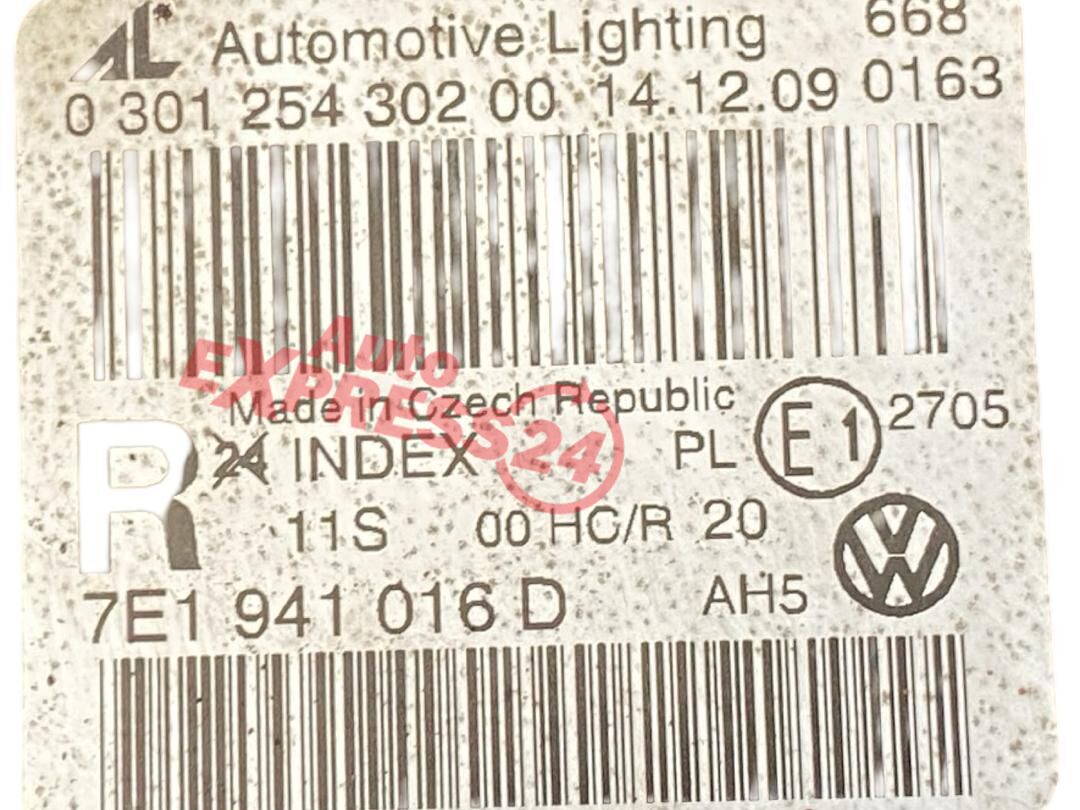 AL Automotive Lighting 668
0 301 254 302 00 14.12.09 0163
Auto
EXPRESS24
Made in Czech Republic
R 24 INDEX PL E1 2705
11S 00 HC/R 20
7E1 941 016 D AH5 VW